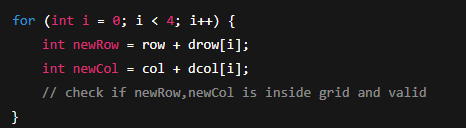 for (int i = 0; i < 4; i++) {
    int newRow = row + drow[i];
    int newCol = col + dcol[i];
    // check if newRow,newCol is inside grid and valid
}